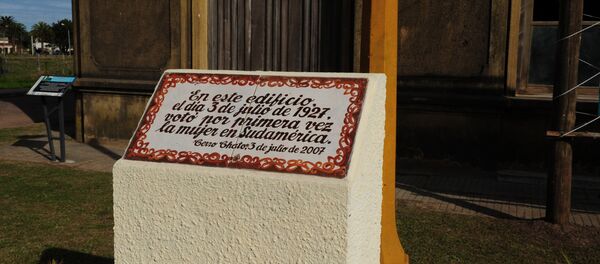 En este edificio,
el día 3 de julio de 1927,
votó por primera vez
la mujer en Sudamérica.
Cerro Chato: 3 de julio de 2007